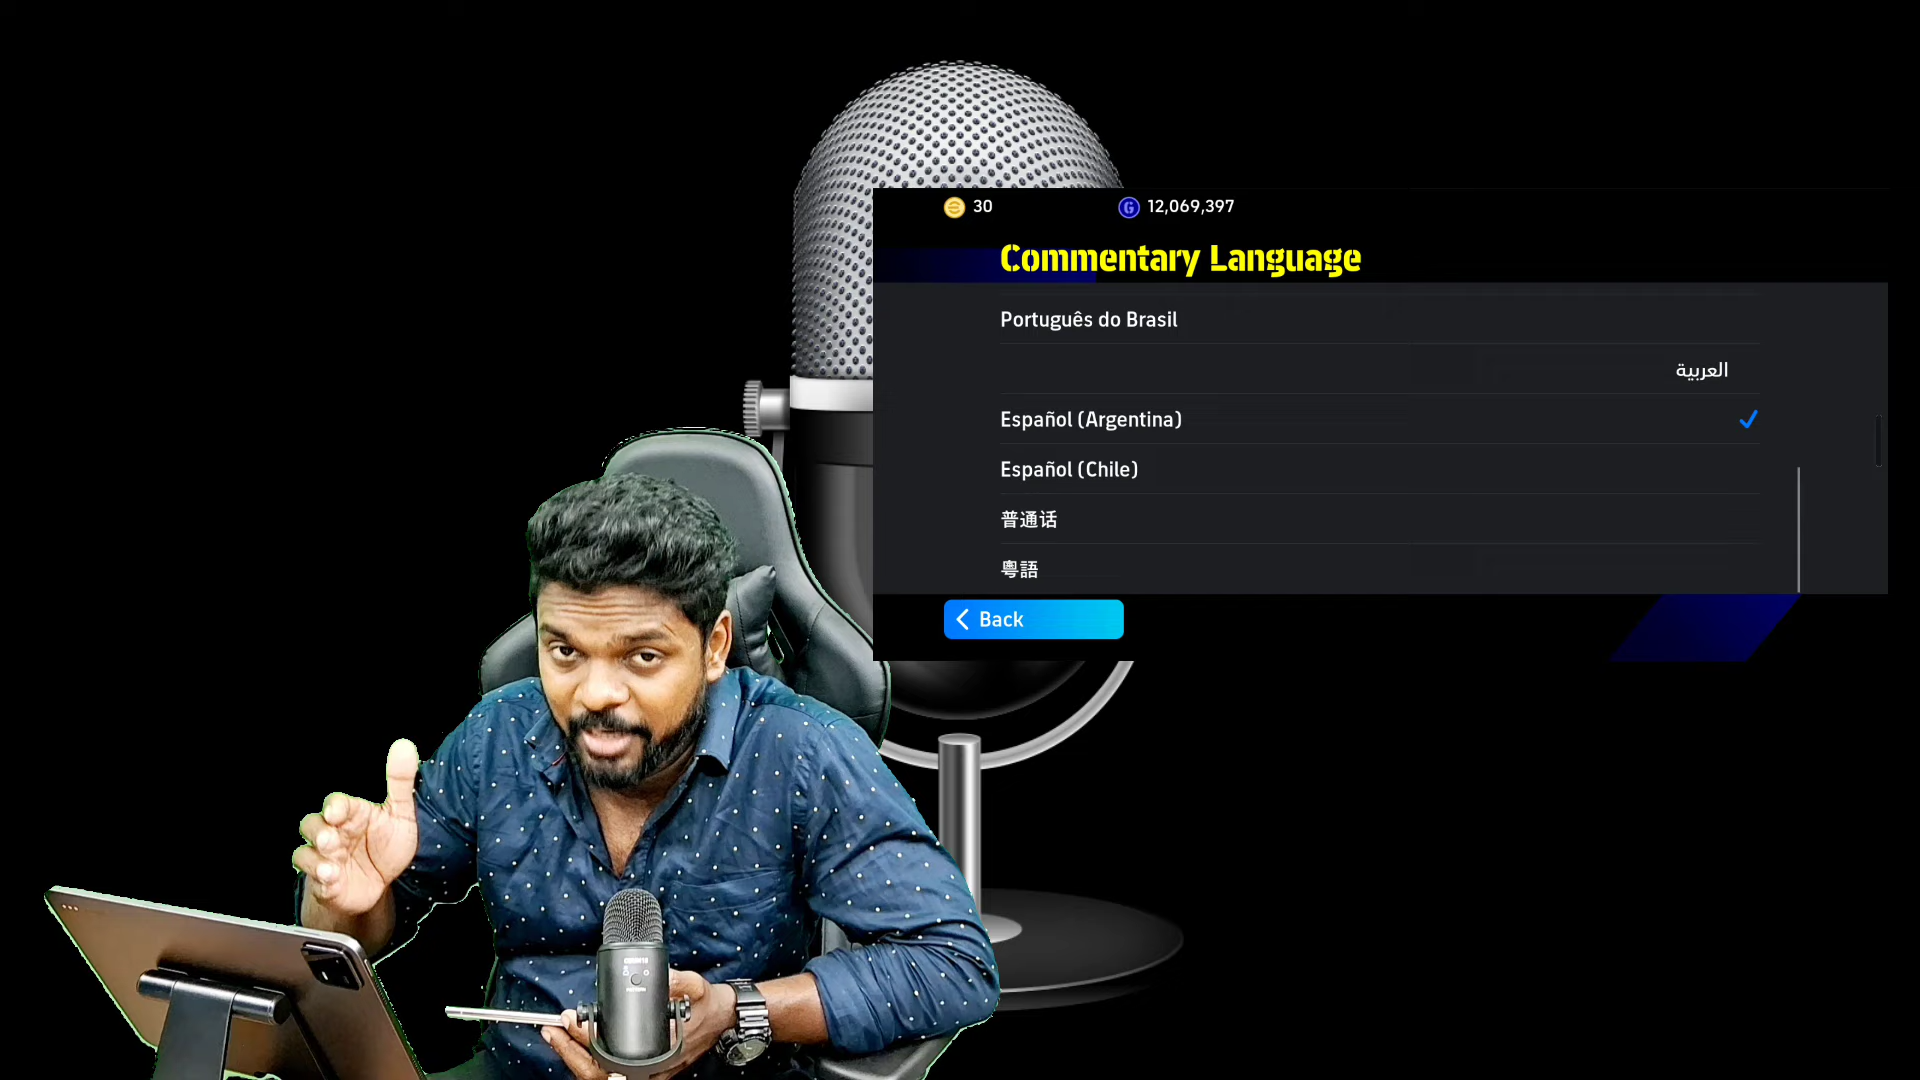 30
12,069,397
Commentary Language
Português do Brasil
العربية
Español (Argentina)
Español (Chile)
普通话
粵語
Back